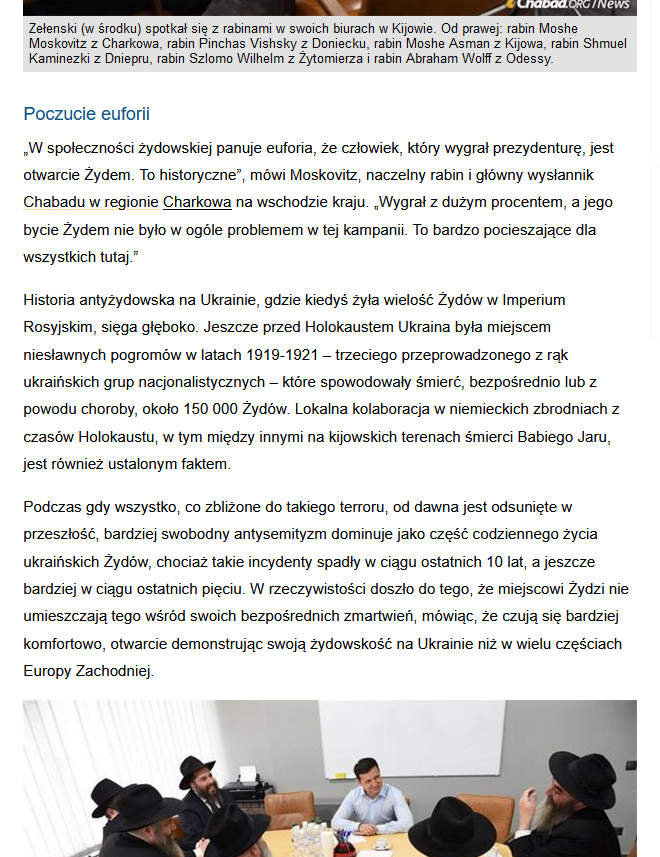 Chabad.ORG/News
Zełenski (w środku) spotkał się z rabinami w swoich biurach w Kijowie. Od prawej: rabin Moshe
Moskovitz z Charkowa, rabin Pinchas Vishsky z Doniecku, rabin Moshe Asman z Kijowa, rabin Shmuel
Kaminezki z Dniepru, rabin Szlomo Wilhelm z Żytomierza i rabin Abraham Wolff z Odessy.
Poczucie euforii
„W społeczności żydowskiej panuje euforia, że człowiek, który wygrał prezydenturę, jest
otwarcie Żydem. To historyczne”, mówi Moskovitz, naczelny rabin i główny wysłannik
Chabadu w regionie Charkowa na wschodzie kraju. „Wygrał z dużym procentem, a jego
bycie Żydem nie było w ogóle problemem w tej kampanii. To bardzo pocieszające dla
wszystkich tutaj.”
Historia antyżydowska na Ukrainie, gdzie kiedyś żyła wielość Żydów w Imperium
Rosyjskim, sięga głęboko. Jeszcze przed Holokaustem Ukraina była miejscem
niesławnych pogromów w latach 1919-1921 – trzeciego przeprowadzonego z rąk
ukraińskich grup nacjonalistycznych – które spowodowały śmierć, bezpośrednio lub z
powodu choroby, około 150 000 Żydów. Lokalna kolaboracja w niemieckich zbrodniach z
czasów Holokaustu, w tym między innymi na kijowskich terenach śmierci Babiego Jaru,
jest również ustalonym faktem.
Podczas gdy wszystko, co zbliżone do takiego terroru, od dawna jest odsunięte w
przeszłość, bardziej swobodny antysemityzm dominuje jako część codziennego życia
ukraińskich Żydów, chociaż takie incydenty spadły w ciągu ostatnich 10 lat, a jeszcze
bardziej w ciągu ostatnich pięciu. W rzeczywistości doszło do tego, że miejscowi Żydzi nie
umieszczają tego wśród swoich bezpośrednich zmartwień, mówiąc, że czują się bardziej
komfortowo, otwarcie demonstrując swoją żydowskość na Ukrainie niż w wielu częściach
Europy Zachodniej.